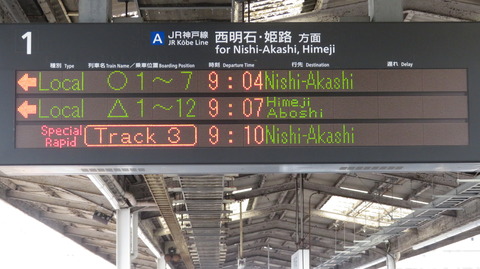 1 A JR神戸線 西明石・姫路 方面
JR Kōbe Line for Nishi-Akashi, Himeji
種別 Type 列車名 Train Name ／乗車位置 Boarding Position 時刻 Departure Time 行先 Destination 遅れ Delay
← Local ○ 1～7 9:04 Nishi-Akashi
← Local △ 1～12 9:07 Himeji Aboshi
Special Rapid Track 3 9:10 Nishi-Akashi